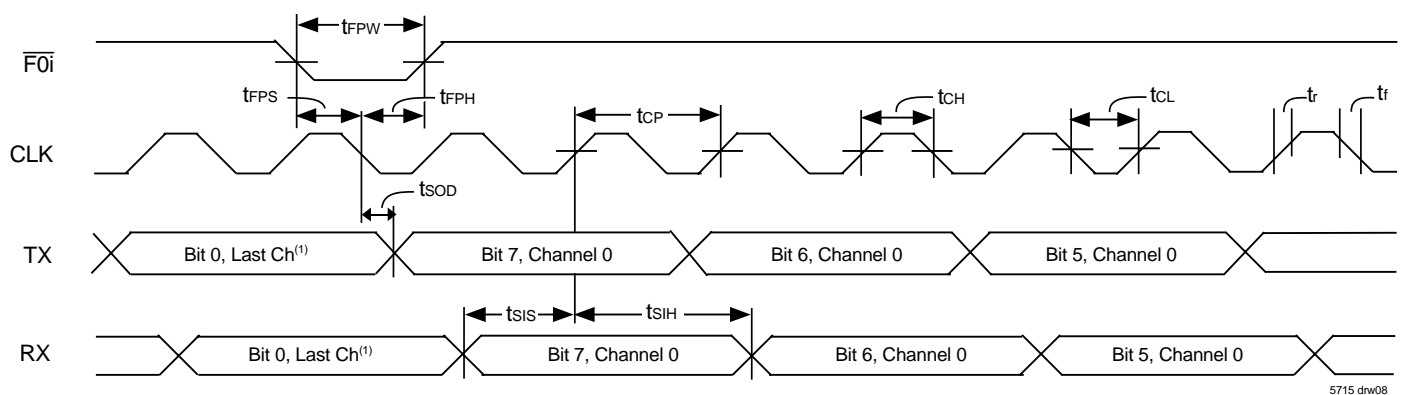 tFPW
F0i
tFPS
tFPH
tCP
tCH
tCL
tr
tf
CLK
tSOD
TX
Bit 0, Last Ch(1)
Bit 7, Channel 0
Bit 6, Channel 0
Bit 5, Channel 0
tSIS
tSIH
RX
Bit 0, Last Ch(1)
Bit 7, Channel 0
Bit 6, Channel 0
Bit 5, Channel 0
5715 drw08